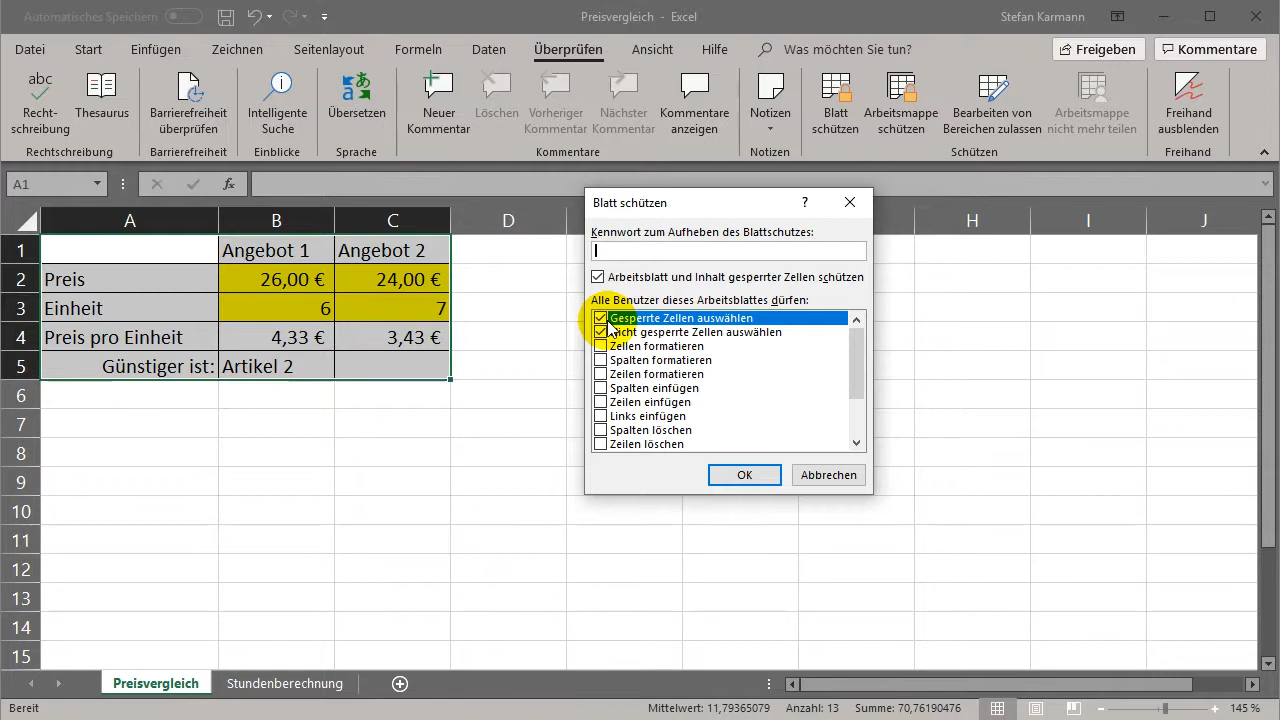 Automatisches Speichern
Preisvergleich - Excel
Stefan Karmann
Datei Start Einfügen Zeichnen Seitenlayout Formeln Daten Überprüfen Ansicht Hilfe Was möchten Sie tun? Freigeben Kommentare
abc
Recht-
schreibung
Thesaurus
Barrierefreiheit
überprüfen
Intelligente
Suche
Übersetzen
Neuer
Kommentar
Löschen
Vorheriger
Kommentar
Nächster
Kommentar
Kommentare
anzeigen
Notizen
Blatt
schützen
Arbeitsmappe
schützen
Bearbeiten von
Bereichen zulassen
Arbeitsmappe
nicht mehr teilen
Freihand
ausblenden
Rechtschreibung Barrierefreiheit Einblicke Sprache Kommentare Notizen Schützen Freihand
A1 fx
A B C D H I J
1 Angebot 1 Angebot 2
2 Preis 26,00 € 24,00 €
3 Einheit 6 7
4 Preis pro Einheit 4,33 € 3,43 €
5 Günstiger ist: Artikel 2
6
7
8
9
10
11
12
13
14
15
Blatt schützen ?
Kennwort zum Aufheben des Blattschutzes:
Arbeitsblatt und Inhalt gesperrter Zellen schützen
Alle Benutzer dieses Arbeitsblattes dürfen:
Gesperrte Zellen auswählen
Nicht gesperrte Zellen auswählen
Zellen formatieren
Spalten formatieren
Zeilen formatieren
Spalten einfügen
Zeilen einfügen
Links einfügen
Spalten löschen
Zeilen löschen
OK Abbrechen
Preisvergleich Stundenberechnung
Bereit Mittelwert: 11,79365079 Anzahl: 13 Summe: 70,76190476 145 %